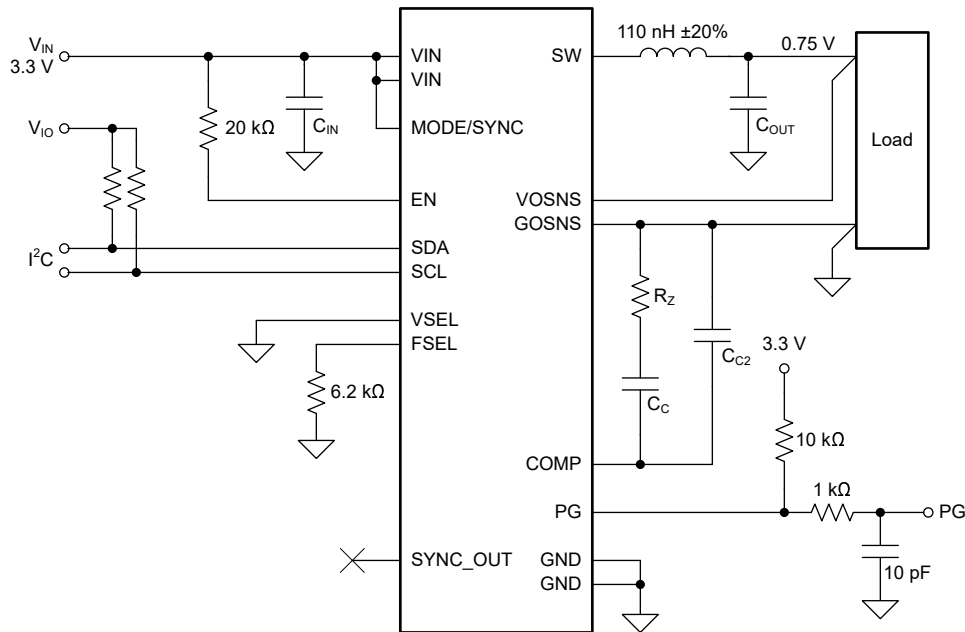 V_IN
3.3 V
V_IO
I²C
20 kΩ
C_IN
6.2 kΩ
VIN
VIN
MODE/SYNC
EN
SDA
SCL
VSEL
FSEL
SYNC_OUT
SW
VOSNS
GOSNS
COMP
PG
GND
GND
110 nH ±20%
0.75 V
C_OUT
Load
R_Z
C_C
C_C2
3.3 V
10 kΩ
1 kΩ
PG
10 pF